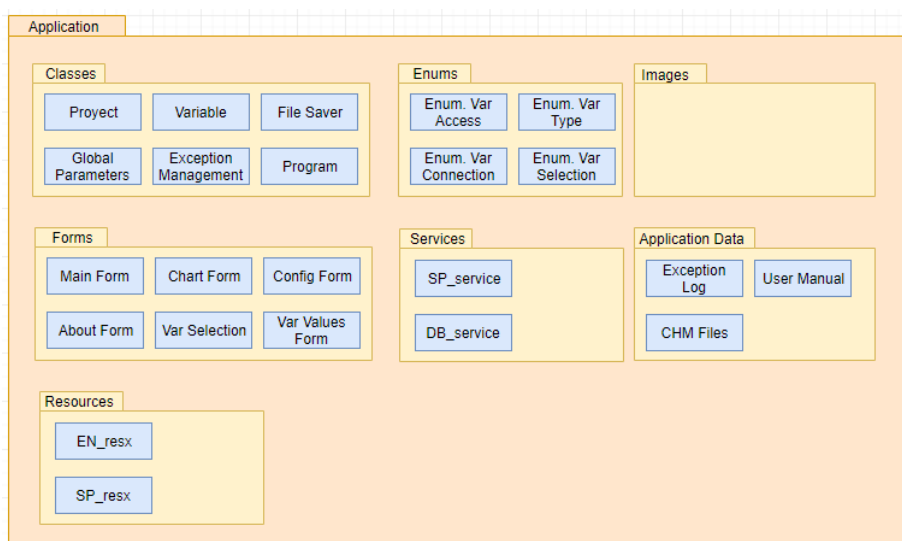 Application
Classes
Enums
Images
Proyect
Variable
File Saver
Enum. Var
Access
Enum. Var
Type
Global
Parameters
Exception
Management
Program
Enum. Var
Connection
Enum. Var
Selection
Forms
Services
Application Data
Main Form
Chart Form
Config Form
SP_service
Exception
Log
User Manual
About Form
Var Selection
Var Values
Form
DB_service
CHM Files
Resources
EN_resx
SP_resx